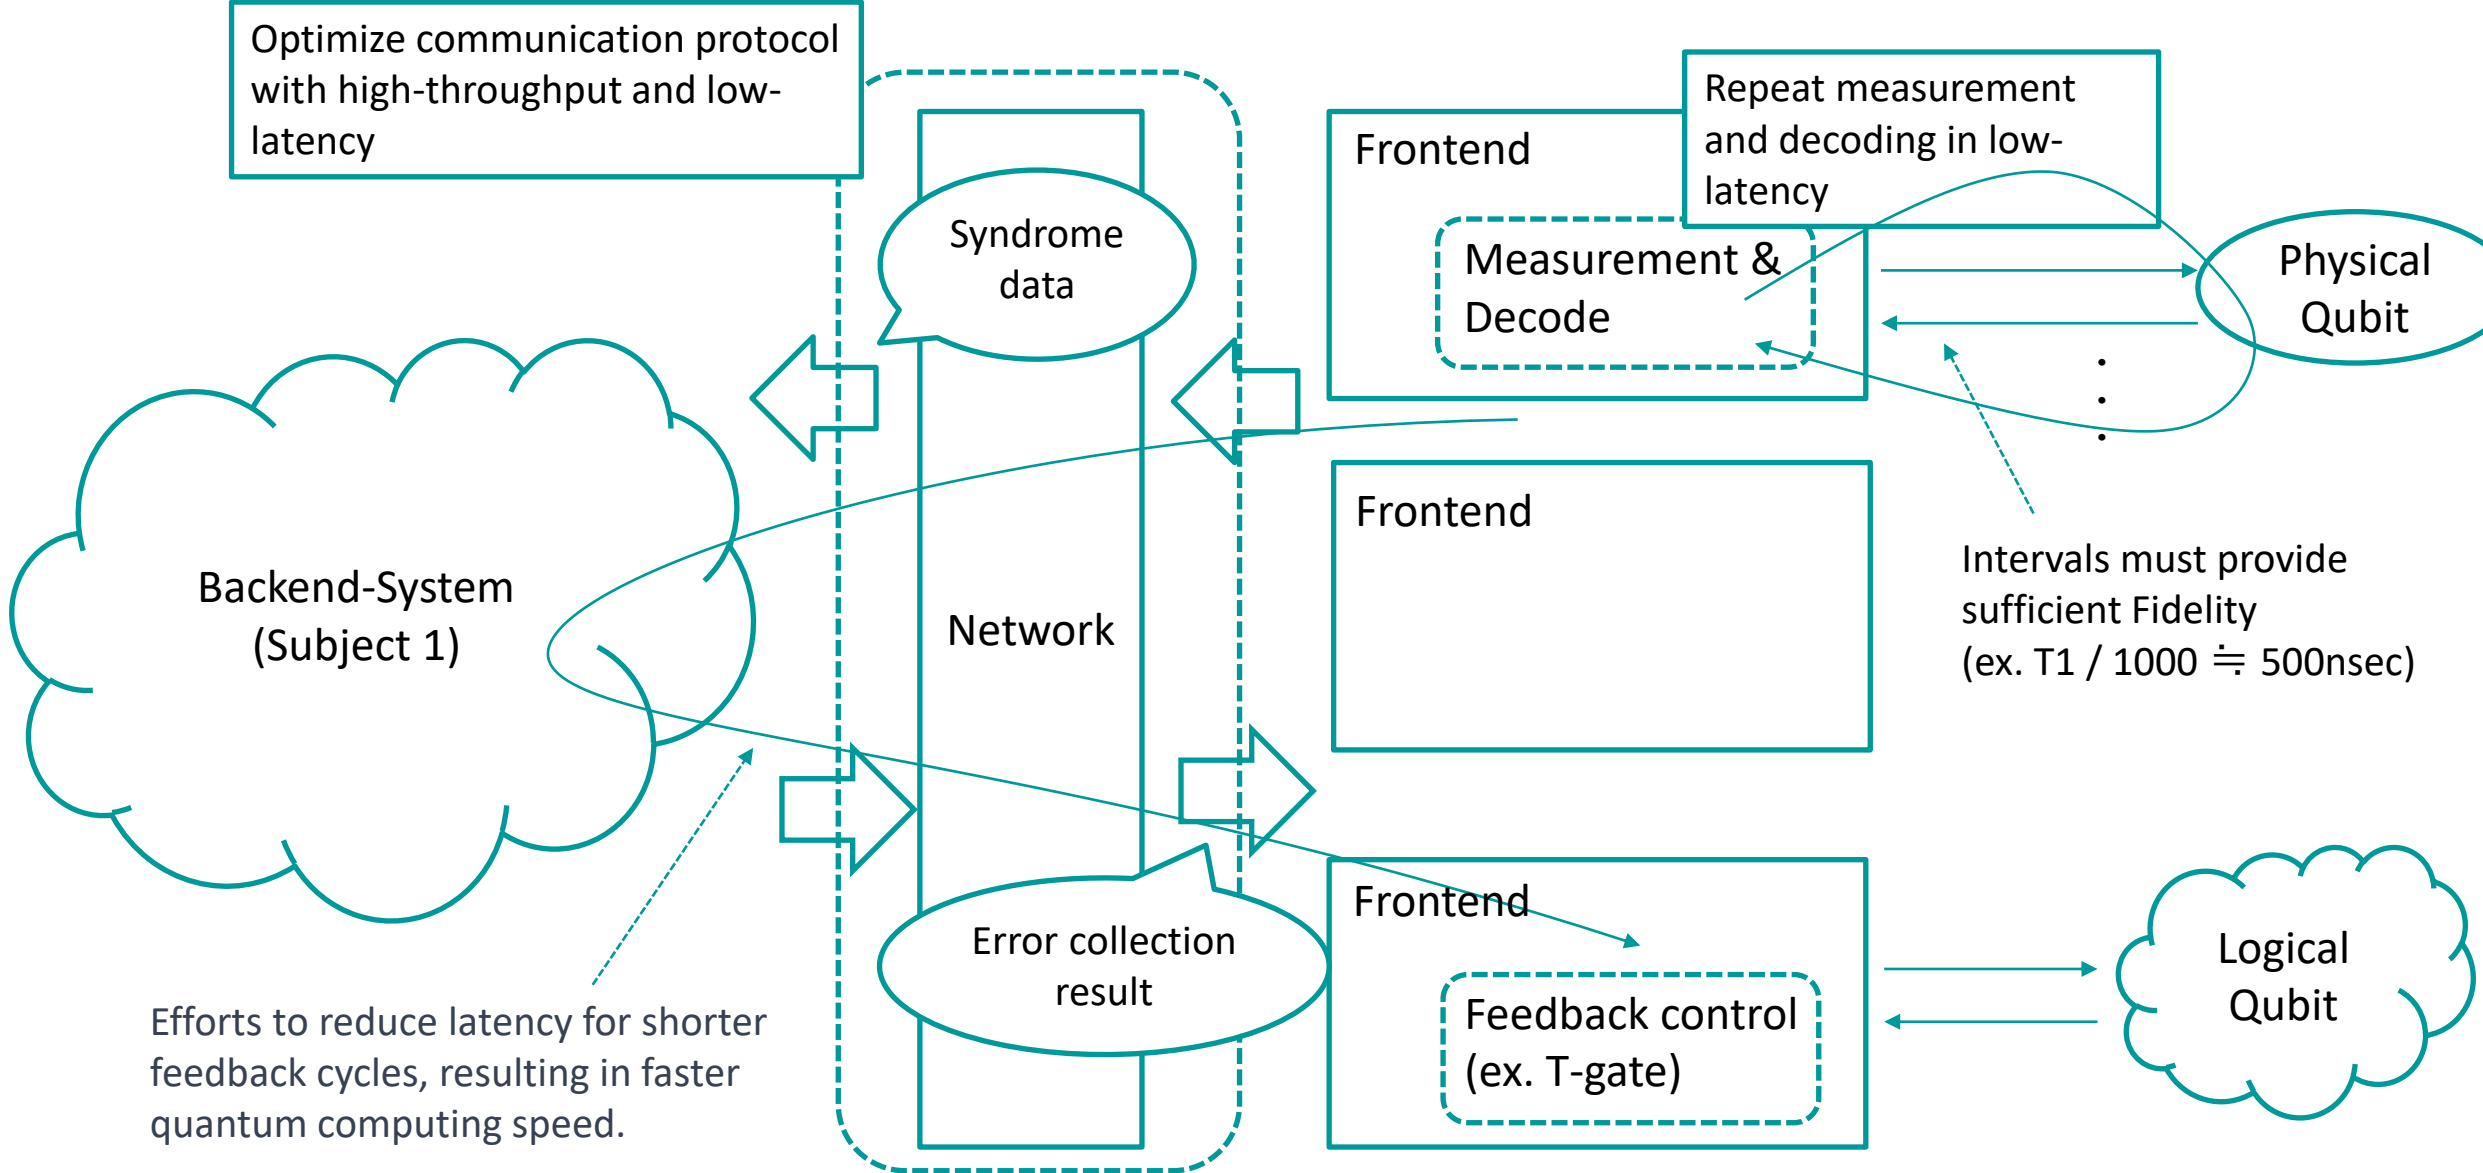 Optimize communication protocol
with high-throughput and low-
latency
Repeat measurement
and decoding in low-
latency
Frontend
Syndrome
data
Measurement &
Decode
Physical
Qubit
.
.
.
Frontend
Backend-System
(Subject 1)
Network
Intervals must provide
sufficient Fidelity
(ex. T1 / 1000 ≒ 500nsec)
Frontend
Error collection
result
Feedback control
(ex. T-gate)
Logical
Qubit
Efforts to reduce latency for shorter
feedback cycles, resulting in faster
quantum computing speed.